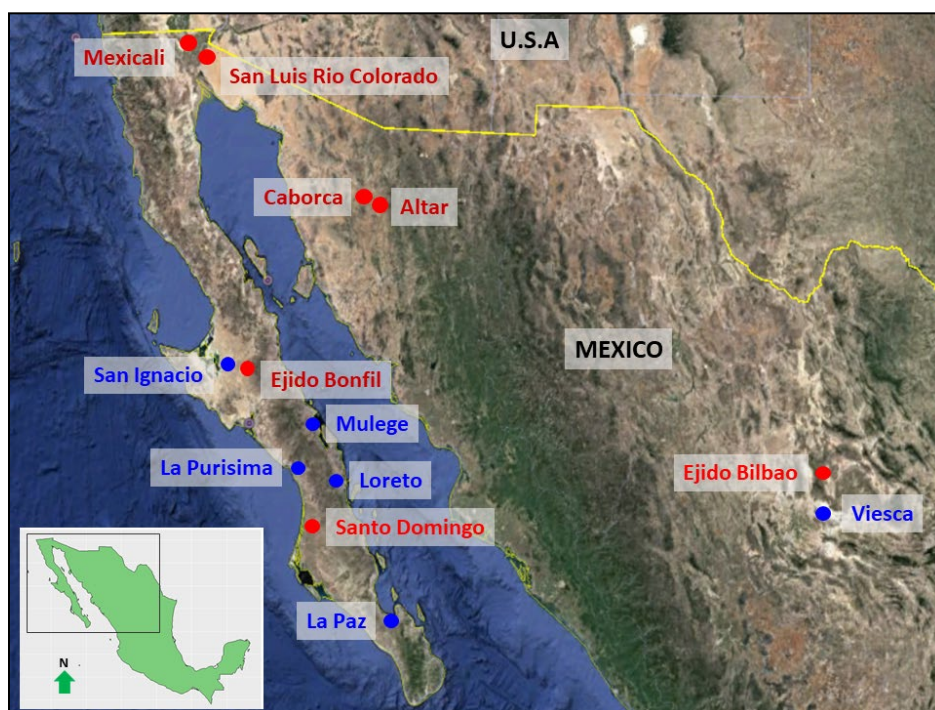 U.S.A
Mexicali
San Luis Rio Colorado
Caborca
Altar
MEXICO
San Ignacio
Ejido Bonfil
Mulege
La Purisima
Loreto
Ejido Bilbao
Viesca
Santo Domingo
La Paz
N